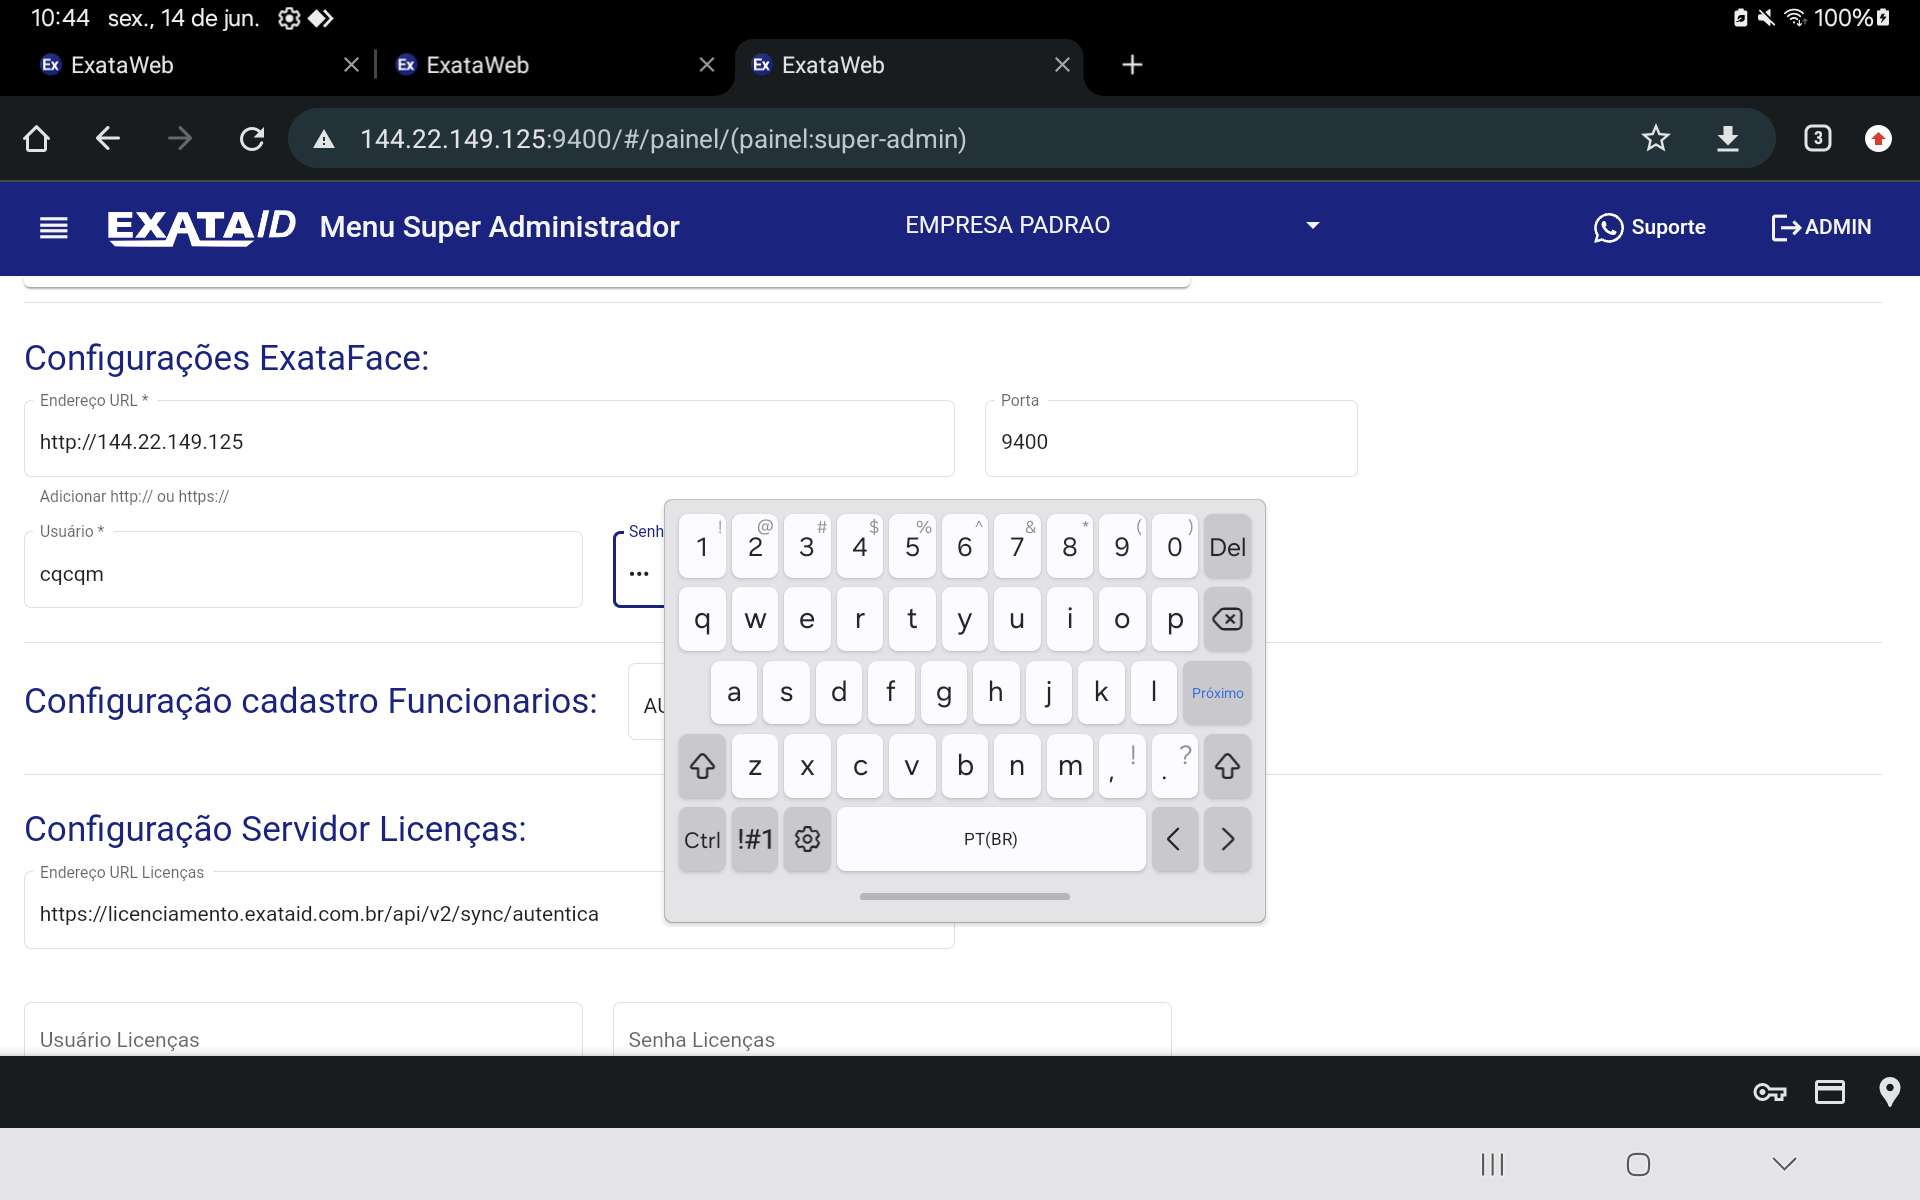 10:44 sex., 14 de jun. 100%
Ex ExataWeb Ex ExataWeb Ex ExataWeb
144.22.149.125:9400/#/painel/(painel:super-admin) 3
EXATA/ID Menu Super Administrador EMPRESA PADRAO Suporte ADMIN
Configurações ExataFace:
Endereço URL * Porta
http://144.22.149.125 9400
Adicionar http:// ou https://
Usuário * Senh
cqcqm •••
! @ # $ % ^ & * ( )
1 2 3 4 5 6 7 8 9 0 Del
q w e r t y u i o p
a s d f g h j k l Próximo
z x c v b n m , ! . ?
Ctrl !#1 PT(BR) < >
Configuração cadastro Funcionarios: AU
Configuração Servidor Licenças:
Endereço URL Licenças
https://licenciamento.exataid.com.br/api/v2/sync/autentica
Usuário Licenças Senha Licenças